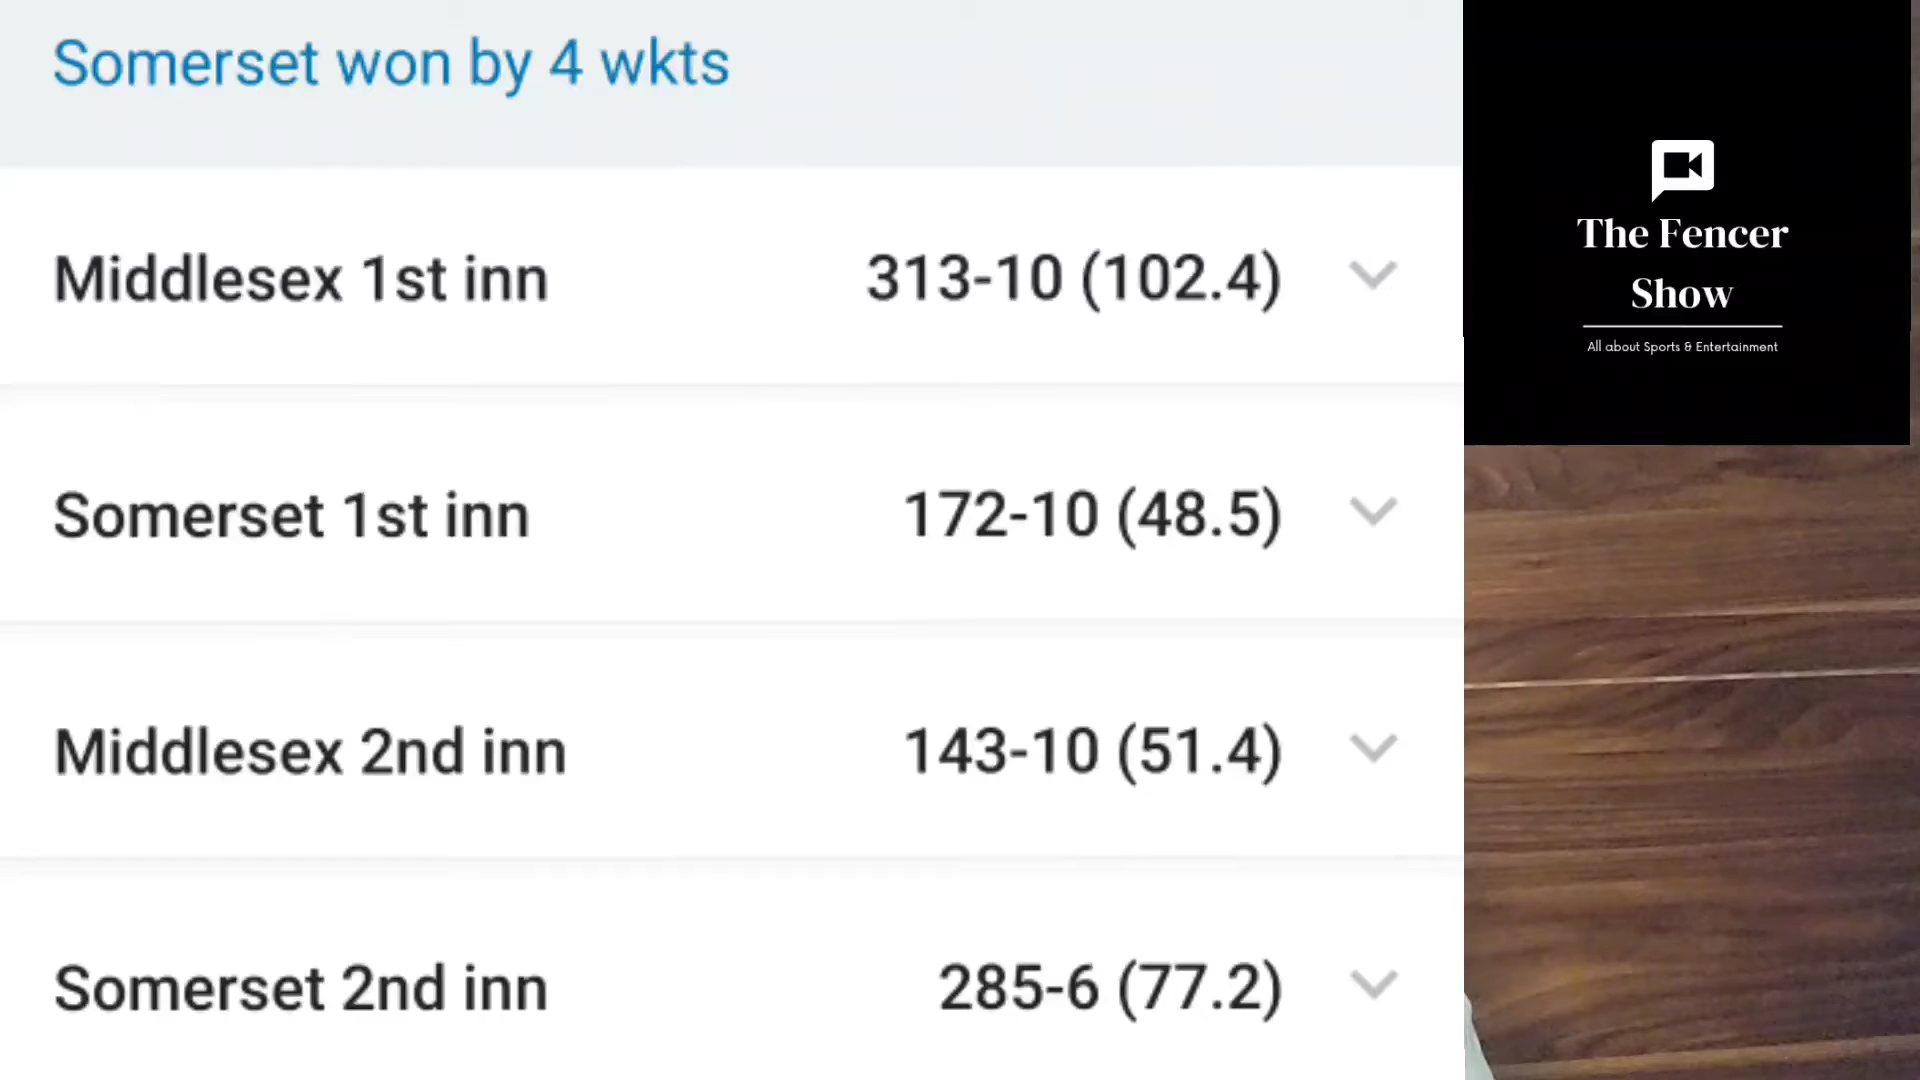 Somerset won by 4 wkts
Middlesex 1st inn 313-10 (102.4)
Somerset 1st inn 172-10 (48.5)
Middlesex 2nd inn 143-10 (51.4)
Somerset 2nd inn 285-6 (77.2)
The Fencer
Show
All about Sports & Entertainment